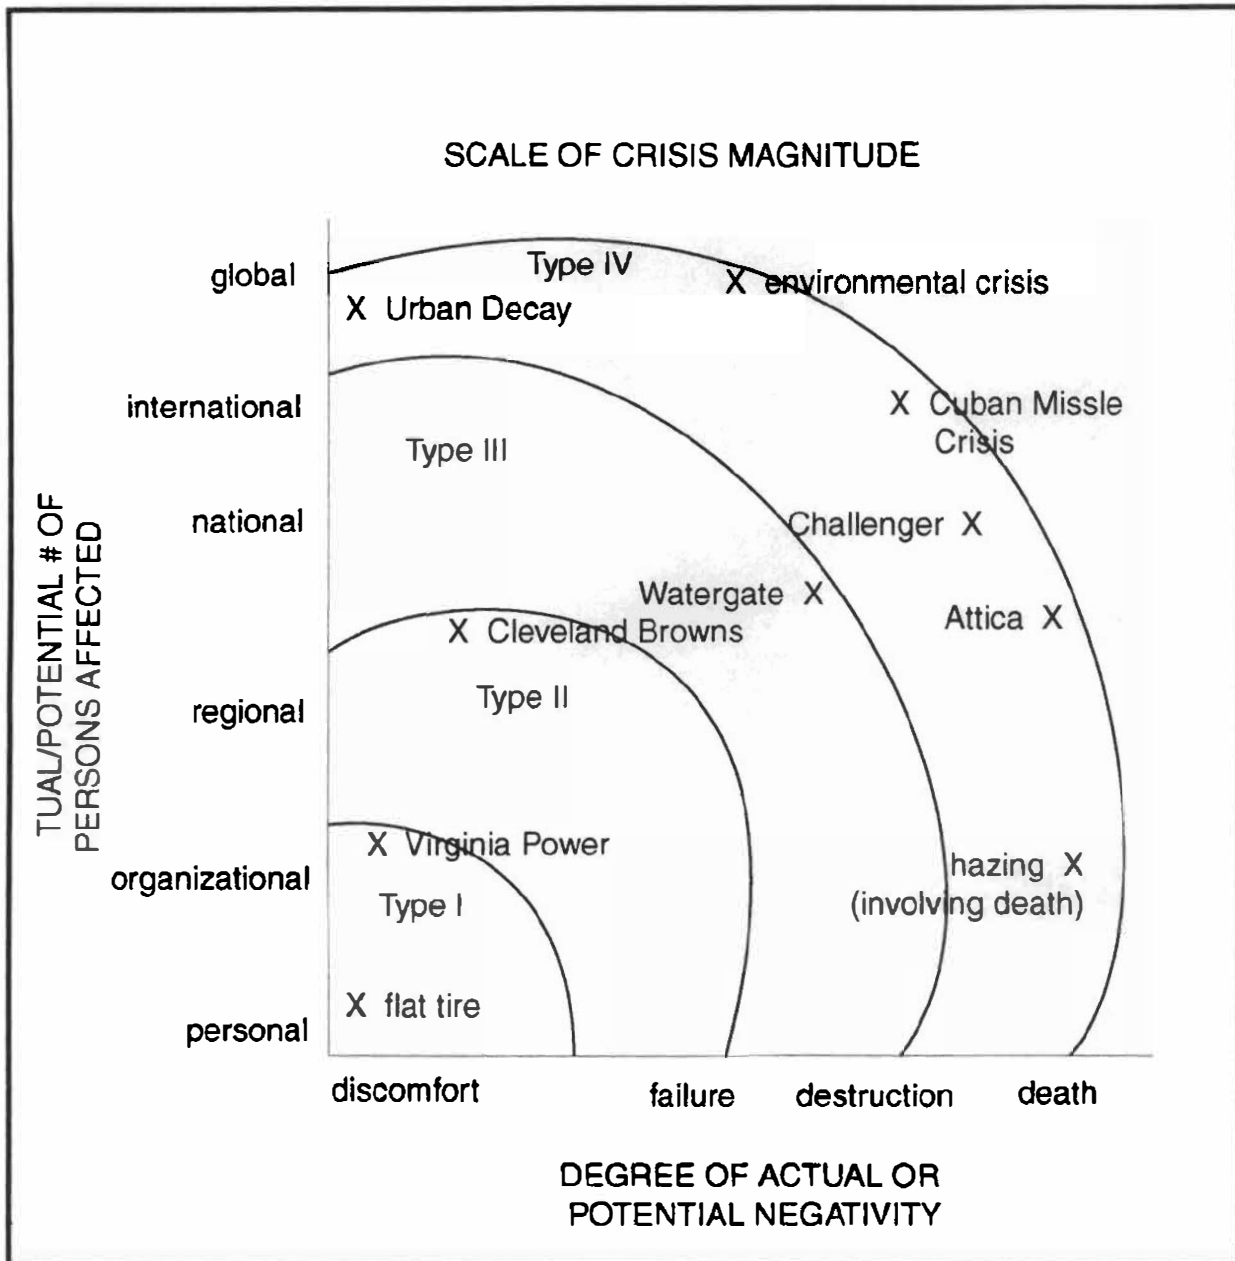 SCALE OF CRISIS MAGNITUDE
global
Type IV
X environmental crisis
X Urban Decay
international
X Cuban Missle
Crisis
Type III
national
Challenger X
TUAL/POTENTIAL # OF
PERSONS AFFECTED
Watergate X
Attica X
X Cleveland Browns
Type II
regional
X Virginia Power
organizational
hazing X
(involving death)
Type I
X flat tire
personal
discomfort
failure
destruction
death
DEGREE OF ACTUAL OR
POTENTIAL NEGATIVITY